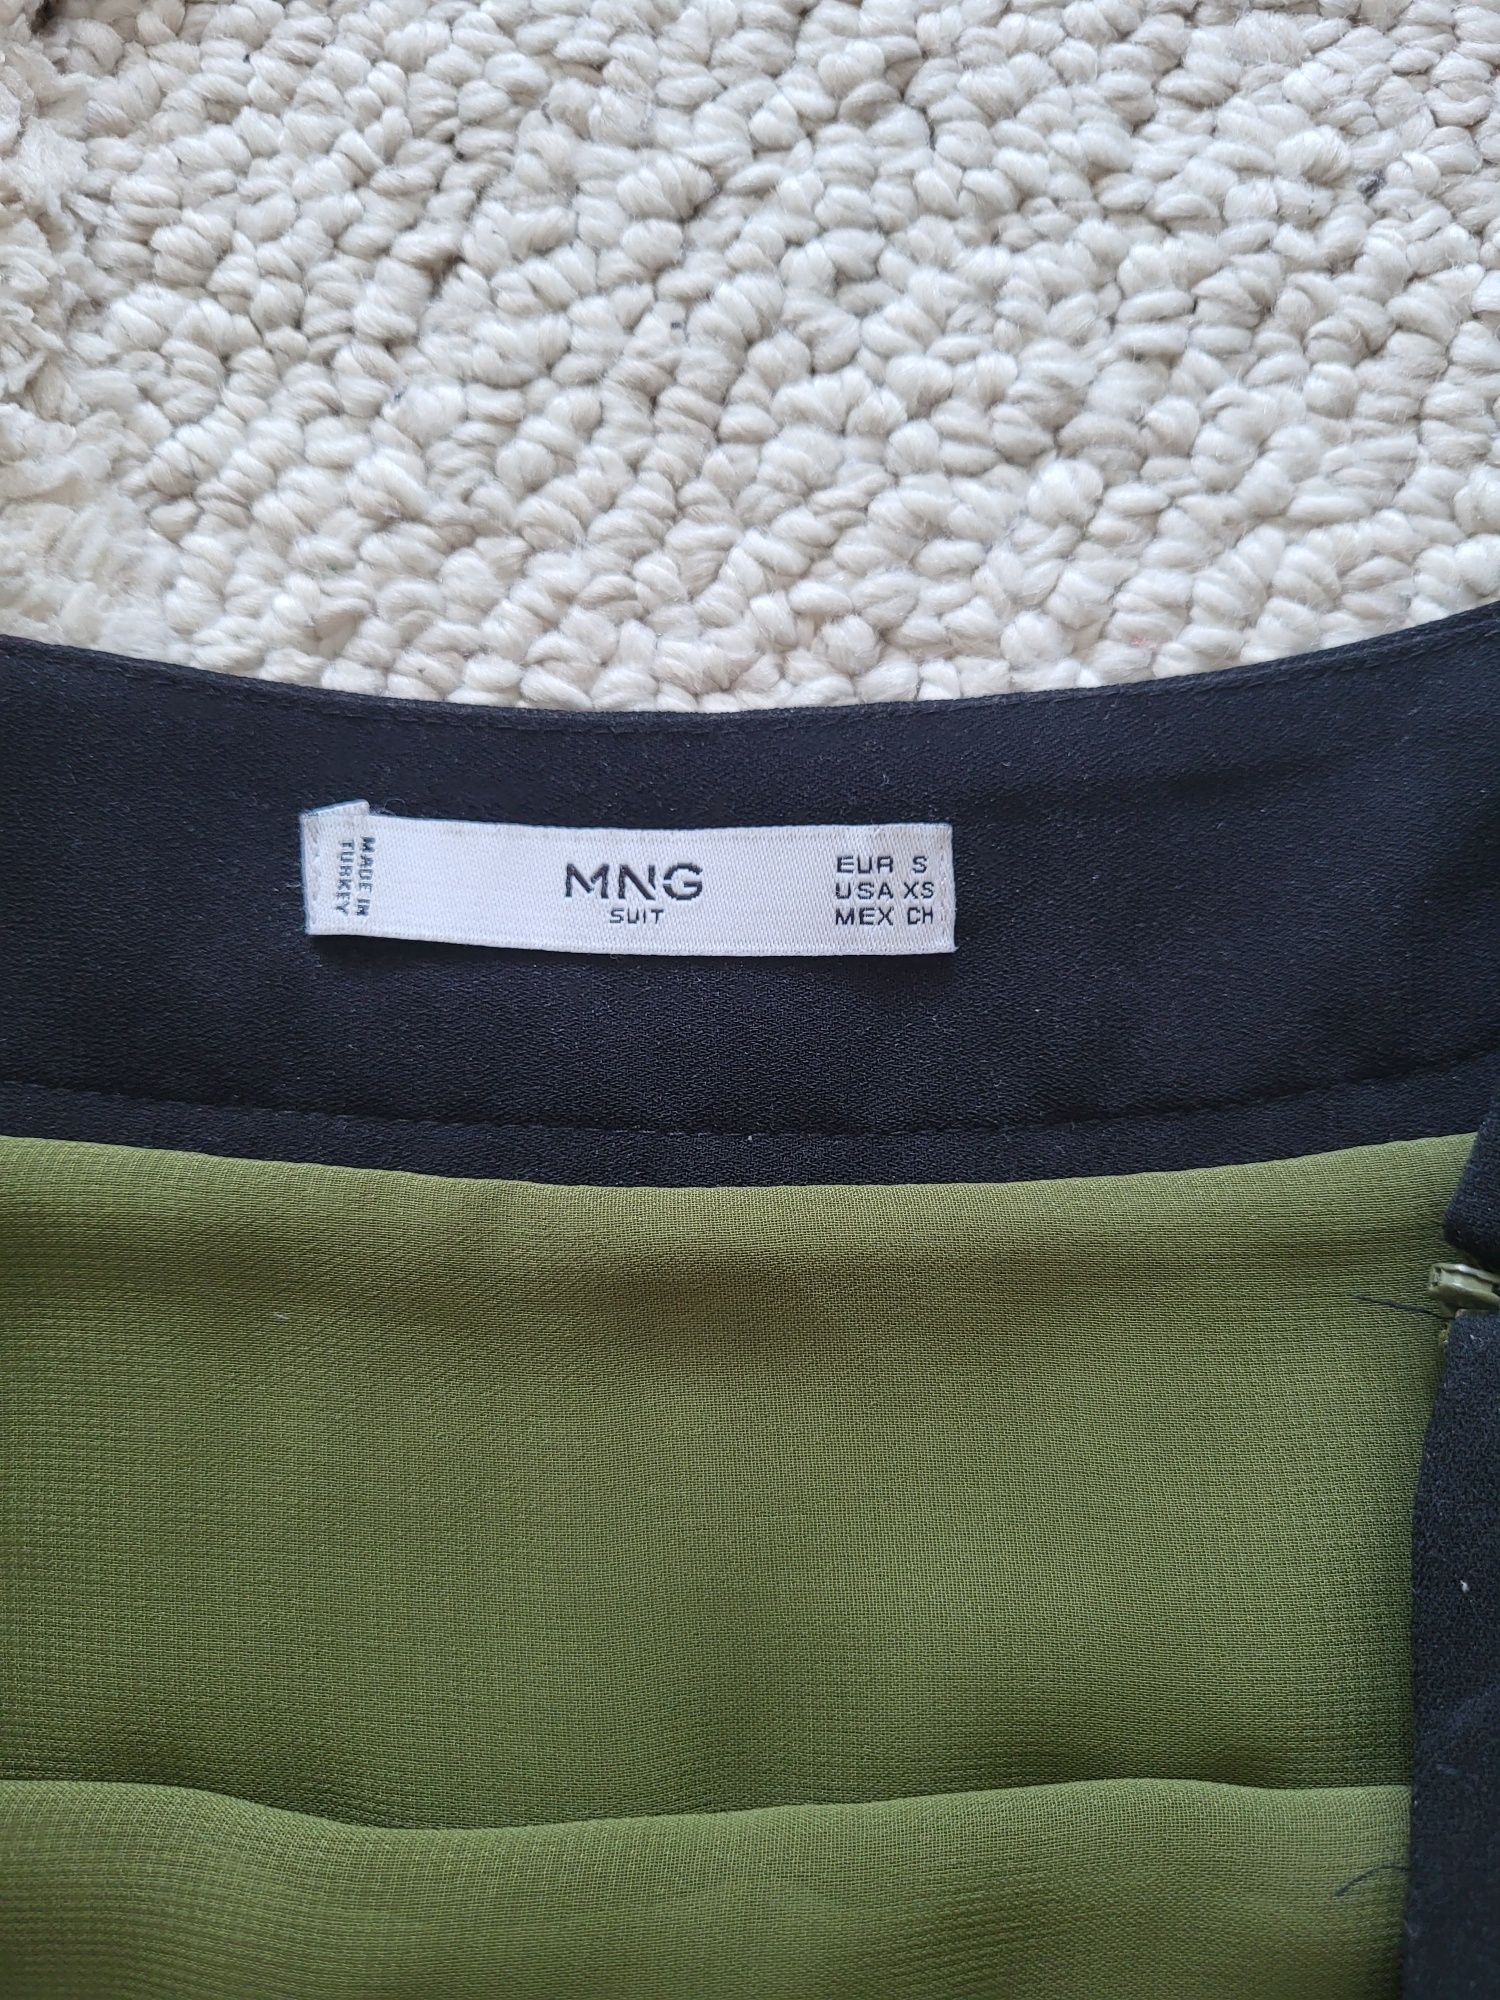 MADE IN
TURKEY
MNG
SUIT
EUR S
USA XS
MEX CH